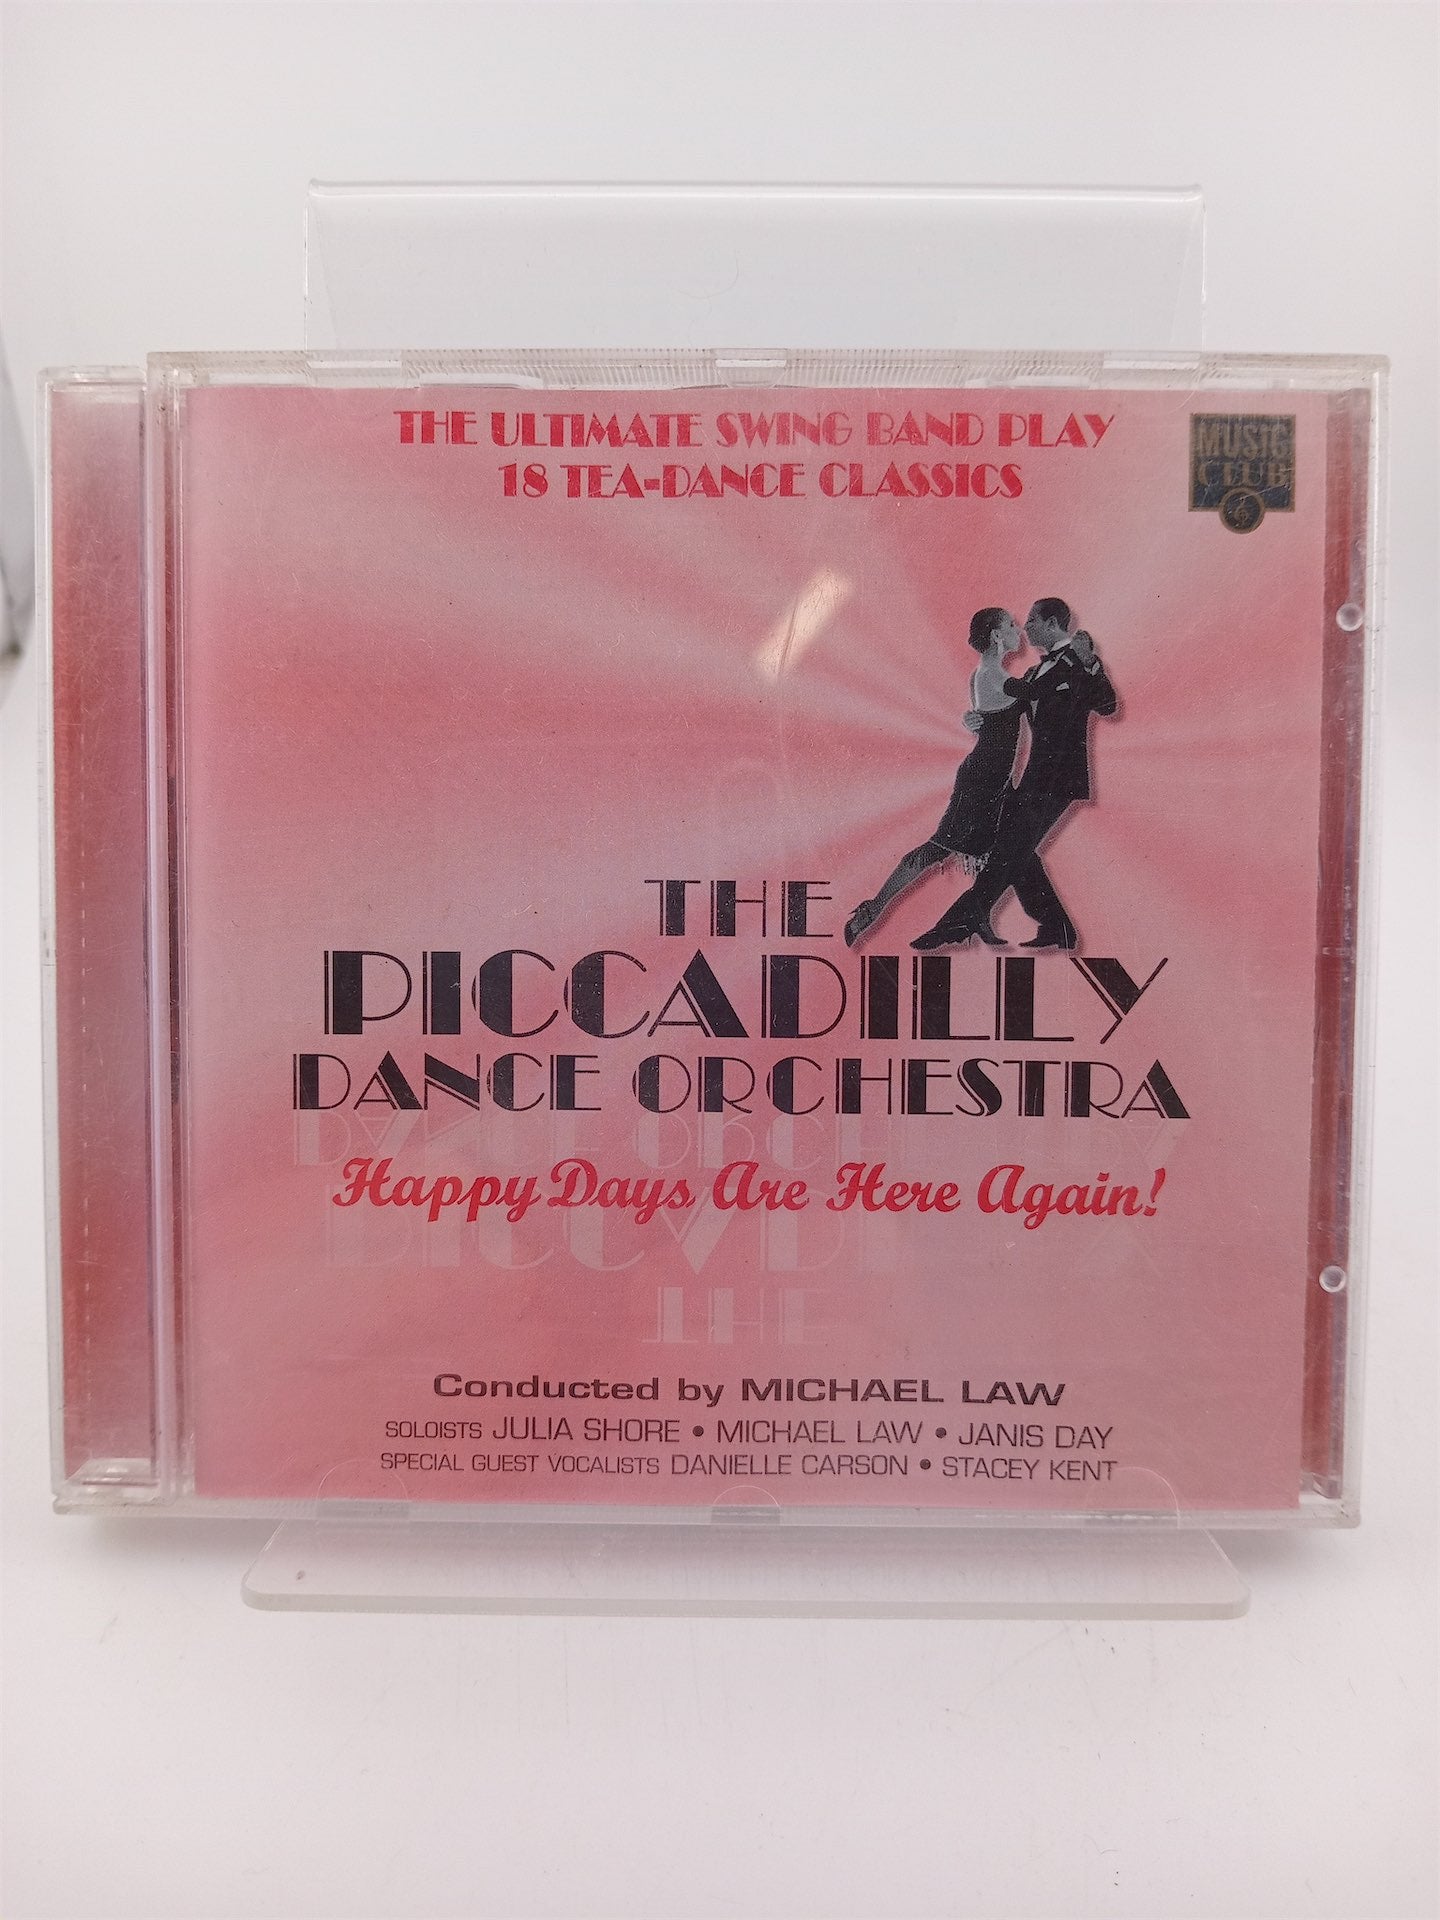 THE ULTIMATE SWING BAND PLAY
18 TEA-DANCE CLASSICS
MUSIC
CLUB
THE
PICCADILLY
DANCE ORCHESTRA
Happy Days Are Here Again!
Conducted by MICHAEL LAW
SOLOISTS JULIA SHORE • MICHAEL LAW • JANIS DAY
SPECIAL GUEST VOCALISTS DANIELLE CARSON • STACEY KENT